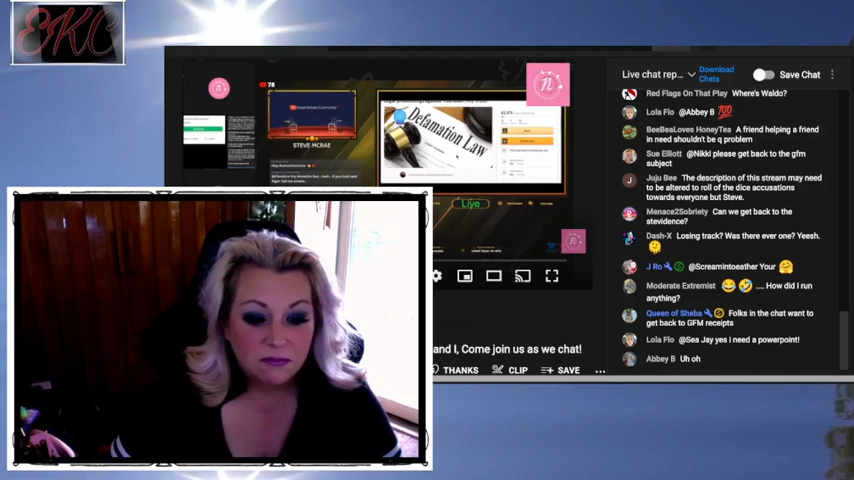 EKC
78
STEVE MCRAE
Defamation Law
Live
and I, Come join us as we chat!
THANKS
CLIP
SAVE
...
Live chat rep...
Download
Chats
Save Chat
Red Flags On That Play Where's Waldo?
Lola Flo @Abbey B 💯
BeeBeaLoves HoneyTea A friend helping a friend
in need shouldn't be q problem
Sue Elliott @Nikki please get back to the gfm
subject
Juju Bee The description of this stream may need
to be altered to roll of the dice accusations
towards everyone but Steve.
Menace2Sobriety Can we get back to the
stevidence?
Dash-X Losing track? Was there ever one? Yeesh.
J Ro @Screamintoeather Your
Moderate Extremist .... How did I run
anything?
Queen of Sheba Folks in the chat want to
get back to GFM receipts
Lola Flo @Sea Jay yes i need a powerpoint!
Abbey B Uh oh